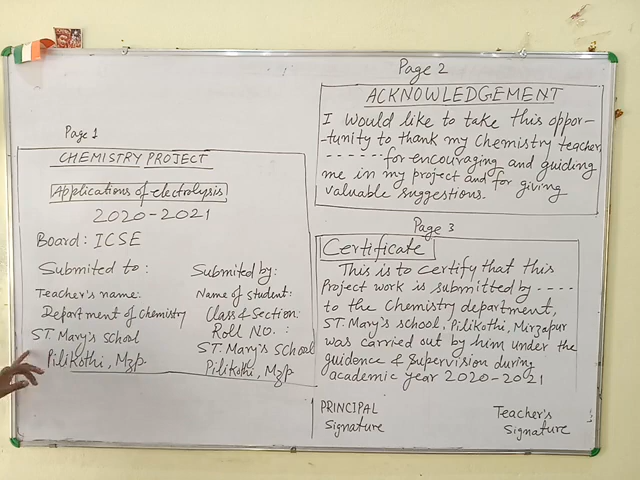 Page 1
CHEMISTRY PROJECT
Applications of electrolysis
2020-2021
Board: ICSE
Submited to:
Teacher's name:
Department of Chemistry
ST. Mary's School
Pilikothi, Mzp
Submited by:
Name of student:
Class & Section:
Roll No. :
ST. Mary's School
Pilikothi, Mzp
Page 2
ACKNOWLEDGEMENT
I would like to take this oppor-
-tunity to thank my Chemistry teacher,
------- for encouraging and guiding
me in my project and for giving
valuable suggestions.
Page 3
Certificate
This is to certify that this
Project work is submitted by ----
to the Chemistry department,
ST. Mary's school, Pilikothi, Mirzapur
was carried out by him under the
guidence & supervision during
academic year 2020-2021
PRINCIPAL
Signature
Teacher's
Signature